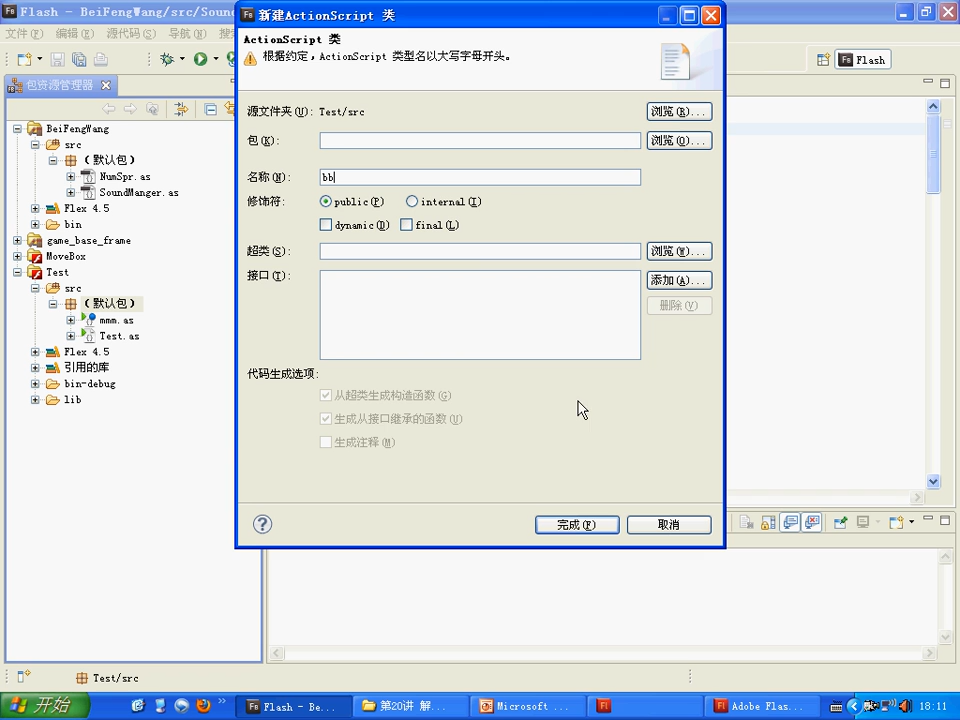 Flash - BeiFengWang/src/Sound
新建ActionScript 类
文件(F) 编辑(E) 源代码(S) 导航(N) 搜
ActionScript 类
根据约定，ActionScript 类型名以大写字母开头。
Flash
包资源管理器
源文件夹(U): Test/src 浏览(R)...
包(K): 浏览(O)...
名称(N): bb
修饰符: public(P) internal(I)
dynamic(D) final(L)
超类(S): 浏览(W)...
接口(T): 添加(A)...
删除(V)
代码生成选项:
从超类生成构造函数(G)
生成从接口继承的函数(U)
生成注释(M)
完成(F) 取消
BeiFengWang
src
(默认包)
NumSpr.as
SoundManger.as
Flex 4.5
bin
game_base_frame
MoveBox
Test
src
(默认包)
mmm.as
Test.as
Flex 4.5
引用的库
bin-debug
lib
Test/src
开始
Flash - Be...
第20讲 解...
Microsoft ...
Adobe Flas...
18:11